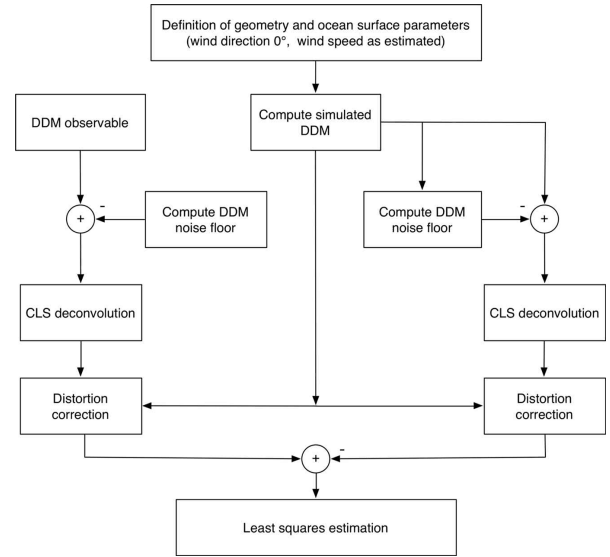 Definition of geometry and ocean surface parameters
(wind direction 0°, wind speed as estimated)
DDM observable
Compute simulated
DDM
-
+
Compute DDM
noise floor
Compute DDM
noise floor
-
+
CLS deconvolution
CLS deconvolution
Distortion
correction
Distortion
correction
+
-
Least squares estimation